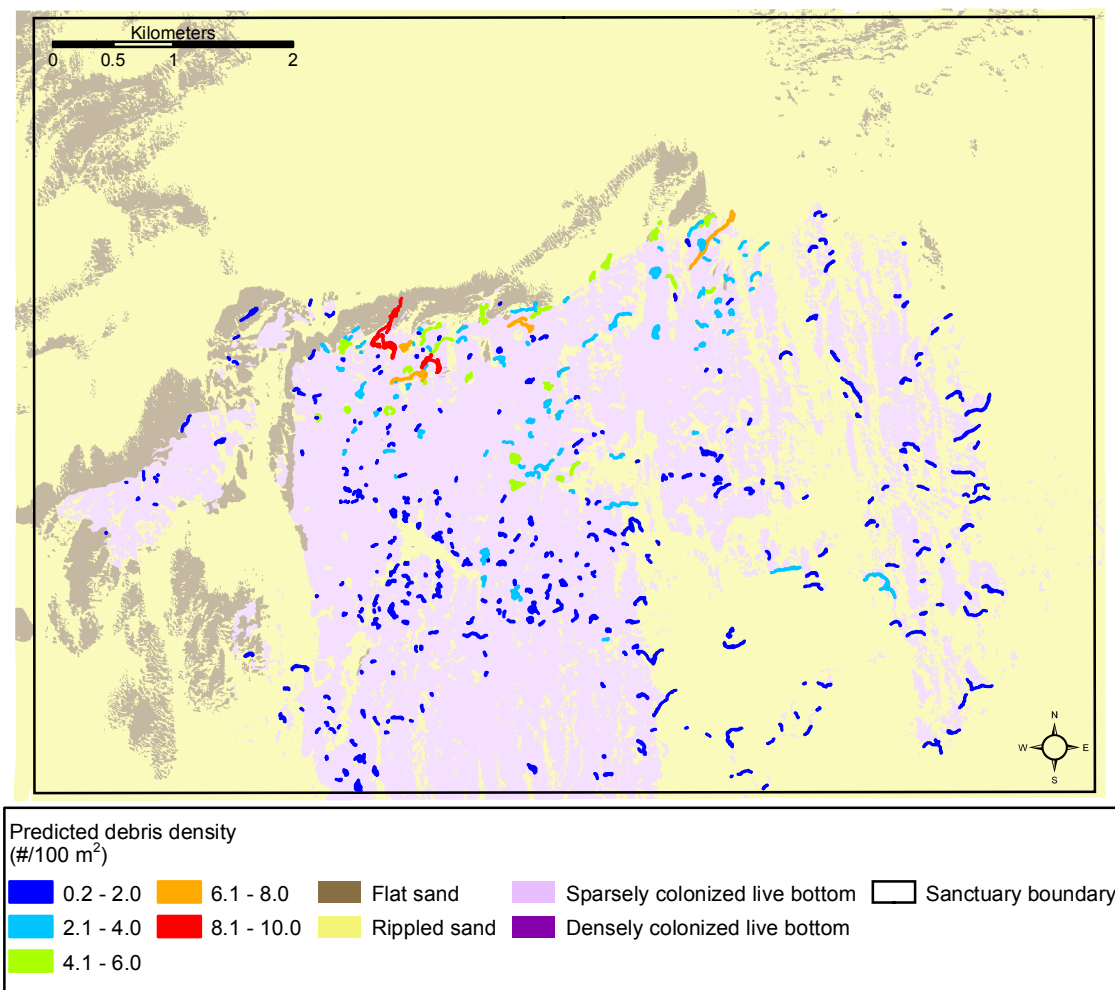 Kilometers
0 0.5 1 2
N
W E
S
Predicted debris density
(#/100 m²)
0.2 - 2.0 6.1 - 8.0 Flat sand Sparsely colonized live bottom Sanctuary boundary
2.1 - 4.0 8.1 - 10.0 Rippled sand Densely colonized live bottom
4.1 - 6.0